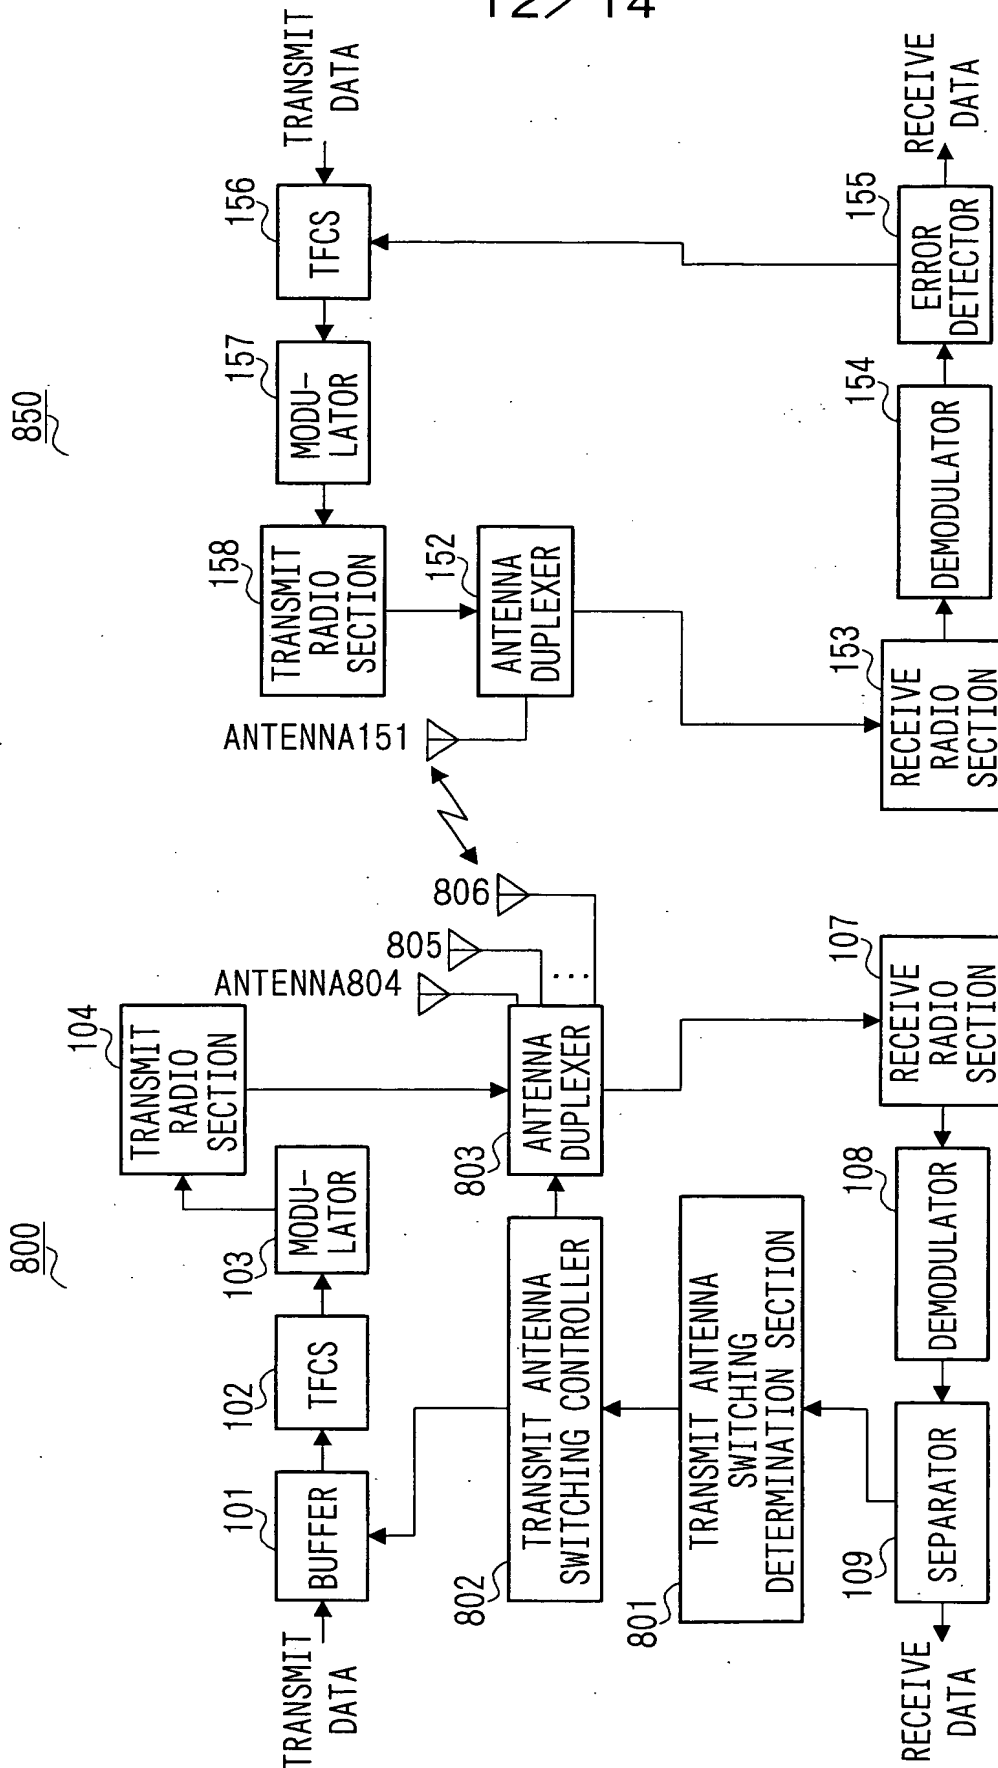 12/14
800
850
TRANSMIT
DATA
101
BUFFER
102
TFCS
103
MODU-
LATOR
104
TRANSMIT
RADIO
SECTION
802
TRANSMIT ANTENNA
SWITCHING CONTROLLER
803
ANTENNA
DUPLEXER
ANTENNA804
805
806
...
801
TRANSMIT ANTENNA
SWITCHING
DETERMINATION SECTION
RECEIVE
DATA
109
SEPARATOR
108
DEMODULATOR
107
RECEIVE
RADIO
SECTION
ANTENNA151
158
TRANSMIT
RADIO
SECTION
157
MODU-
LATOR
156
TFCS
TRANSMIT
DATA
152
ANTENNA
DUPLEXER
153
RECEIVE
RADIO
SECTION
154
DEMODULATOR
155
ERROR
DETECTOR
RECEIVE
DATA